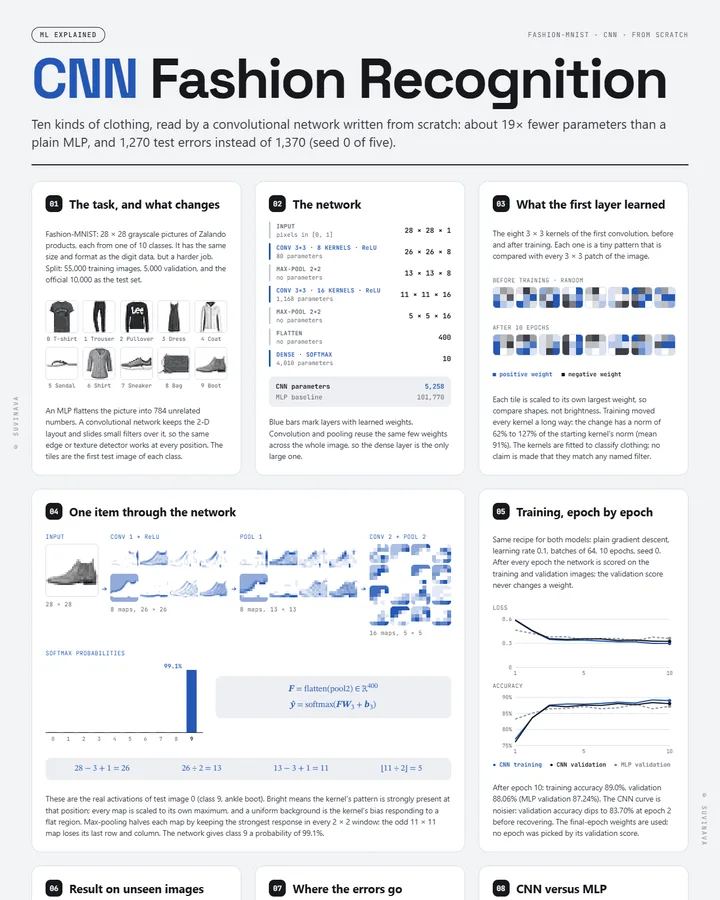 ML EXPLAINED
FASHION-MNIST · CNN · FROM SCRATCH
CNN Fashion Recognition
Ten kinds of clothing, read by a convolutional network written from scratch: about 19× fewer parameters than a
plain MLP, and 1,270 test errors instead of 1,370 (seed 0 of five).
01 The task, and what changes
Fashion-MNIST: 28 × 28 grayscale pictures of Zalando
products, each from one of 10 classes. It has the same
size and format as the digit data, but a harder job.
Split: 55,000 training images, 5,000 validation, and the
official 10,000 as the test set.
Lee
0 T-shirt 1 Trouser 2 Pullover 3 Dress 4 Coat
5 Sandal 6 Shirt 7 Sneaker 8 Bag 9 Boot
An MLP flattens the picture into 784 unrelated
numbers. A convolutional network keeps the 2-D
layout and slides small filters over it, so the same
edge or texture detector works at every position. The
tiles are the first test image of each class.
02 The network
INPUT
pixels in [0, 1]
28 × 28 × 1
CONV 3×3 · 8 KERNELS · ReLU
80 parameters
26 × 26 × 8
MAX-POOL 2×2
no parameters
13 × 13 × 8
CONV 3×3 · 16 KERNELS · ReLU
1,168 parameters
11 × 11 × 16
MAX-POOL 2×2
no parameters
5 × 5 × 16
FLATTEN
no parameters
400
DENSE · SOFTMAX
4,010 parameters
10
CNN parameters 5,258
MLP baseline 101,770
Blue bars mark layers with learned weights.
Convolution and pooling reuse the same few weights
across the whole image, so the dense layer is the only
large one.
03 What the first layer learned
The eight 3 × 3 kernels of the first convolution, before
and after training. Each one is a tiny pattern that is
compared with every 3 × 3 patch of the image.
BEFORE TRAINING · RANDOM
AFTER 10 EPOCHS
■ positive weight ■ negative weight
Each tile is scaled to its own largest weight, so
compare shapes, not brightness. Training moved
every kernel a long way: the change has a norm of
62% to 127% of the starting kernel's norm (mean
91%). The kernels are fitted to classify clothing; no
claim is made that they match any named filter.
© SUVINAVA
04 One item through the network
INPUT
28 × 28
CONV 1 + ReLU
8 maps, 26 × 26
POOL 1
8 maps, 13 × 13
CONV 2 + POOL 2
16 maps, 5 × 5
SOFTMAX PROBABILITIES
99.1%
0 1 2 3 4 5 6 7 8 9
F = flatten(pool2) ∈ ℝ⁴⁰⁰
ŷ = softmax(FW₃ + b₃)
28 − 3 + 1 = 26 26 ÷ 2 = 13 13 − 3 + 1 = 11 ⌊11 ÷ 2⌋ = 5
These are the real activations of test image 0 (class 9, ankle boot). Bright means the kernel's pattern is strongly present at
that position; every map is scaled to its own maximum, and a uniform background is the kernel's bias responding to a
flat region. Max-pooling halves each map by keeping the strongest response in every 2 × 2 window; the odd 11 × 11
map loses its last row and column. The network gives class 9 a probability of 99.1%.
05 Training, epoch by epoch
Same recipe for both models: plain gradient descent,
learning rate 0.1, batches of 64, 10 epochs, seed 0.
After every epoch the network is scored on the
training and validation images; the validation score
never changes a weight.
LOSS
0.6
0.3
0
1 5 10
ACCURACY
90%
85%
80%
75%
1 5 10
● CNN training ● CNN validation ● MLP validation
After epoch 10: training accuracy 89.0%, validation
88.06% (MLP validation 87.24%). The CNN curve is
noisier: validation accuracy dips to 83.70% at epoch 2
before recovering. The final-epoch weights are used;
no epoch was picked by its validation score.
© SUVINAVA
06 Result on unseen images
07 Where the errors go
08 CNN versus MLP